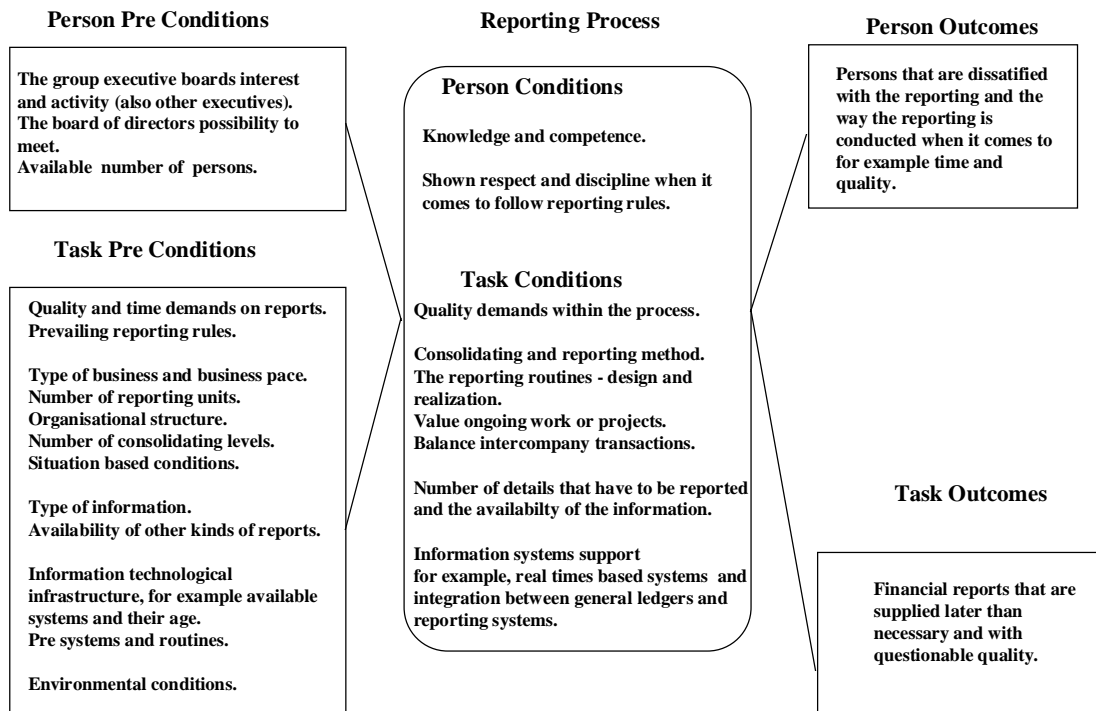 Person Pre Conditions
The group executive boards interest
and activity (also other executives).
The board of directors possibility to
meet.
Available number of persons.
Task Pre Conditions
Quality and time demands on reports.
Prevailing reporting rules.
Type of business and business pace.
Number of reporting units.
Organisational structure.
Number of consolidating levels.
Situation based conditions.
Type of information.
Availability of other kinds of reports.
Information technological
infrastructure, for example available
systems and their age.
Pre systems and routines.
Environmental conditions.
Reporting Process
Person Conditions
Knowledge and competence.
Shown respect and discipline when it
comes to follow reporting rules.
Task Conditions
Quality demands within the process.
Consolidating and reporting method.
The reporting routines - design and
realization.
Value ongoing work or projects.
Balance intercompany transactions.
Number of details that have to be reported
and the availabilty of the information.
Information systems support
for example, real times based systems and
integration between general ledgers and
reporting systems.
Person Outcomes
Persons that are dissatified
with the reporting and the
way the reporting is
conducted when it comes to
for example time and
quality.
Task Outcomes
Financial reports that are
supplied later than
necessary and with
questionable quality.